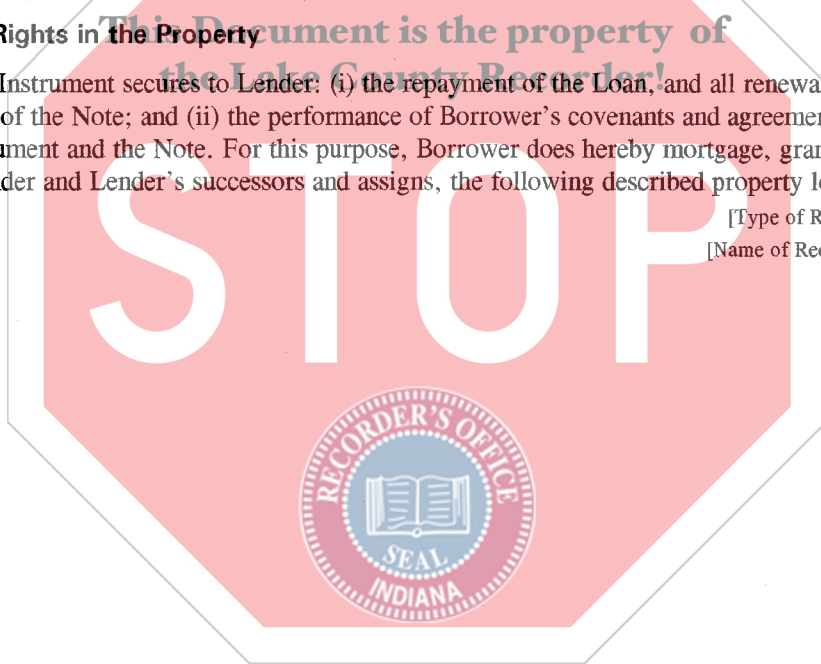 Rights in the Property
This Document is the property of
the Lake County Recorder!
Instrument secures to Lender: (i) the repayment of the Loan, and all renewa
of the Note; and (ii) the performance of Borrower's covenants and agreemen
ument and the Note. For this purpose, Borrower does hereby mortgage, gran
der and Lender's successors and assigns, the following described property l
[Type of R
[Name of Rec
STOP
RECORDER'S OFFICE
SEAL
INDIANA